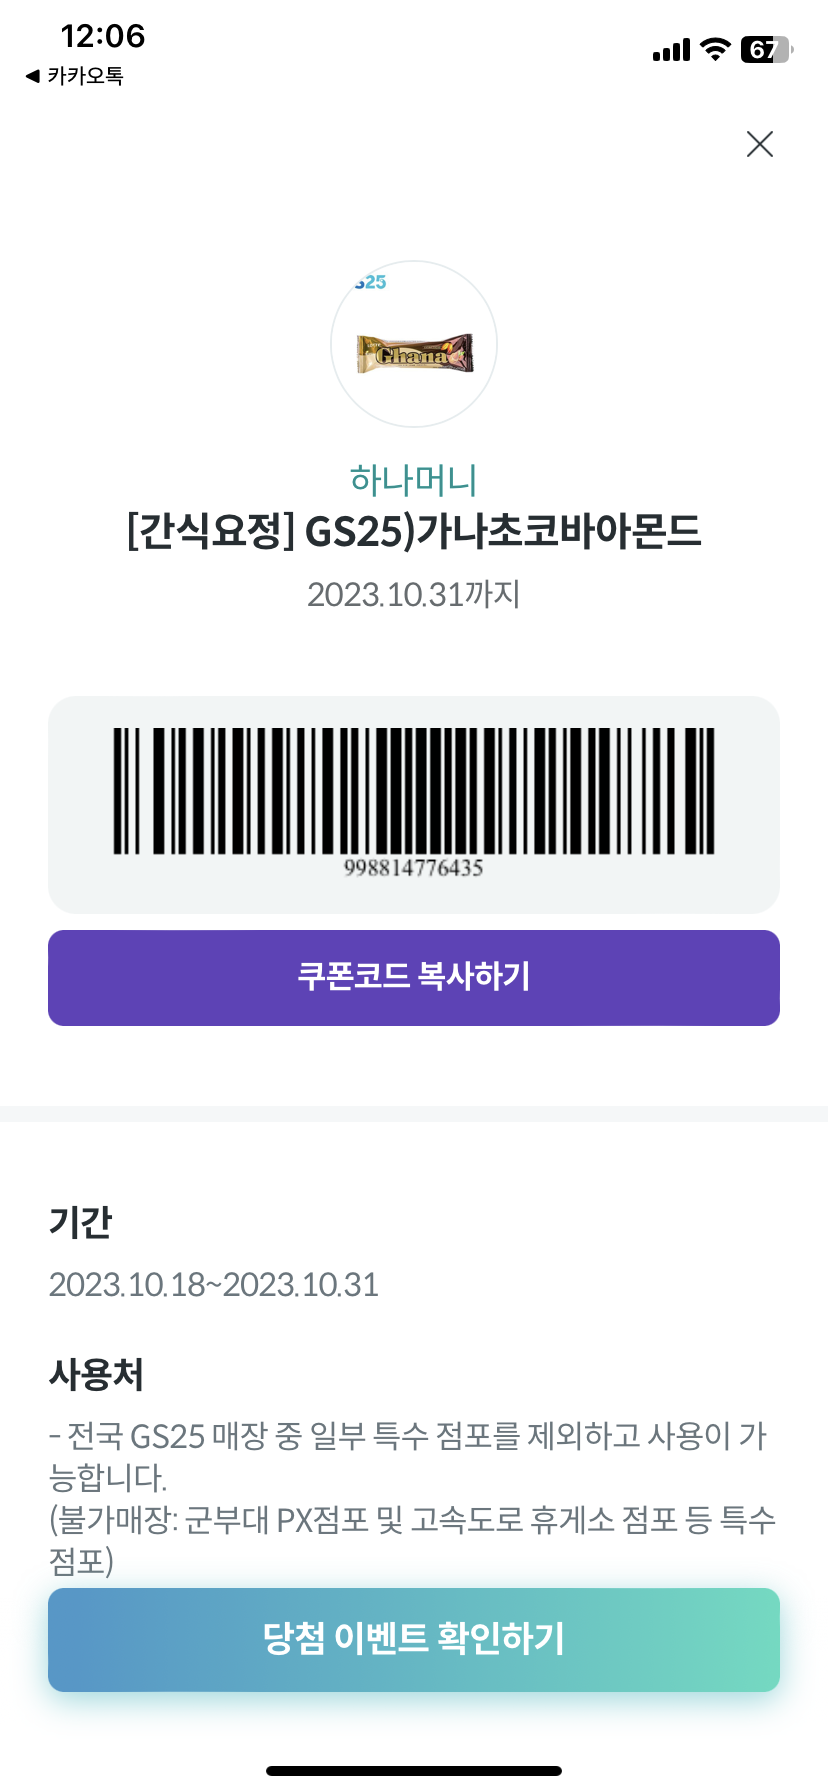 12:06
67
◀ 카카오톡
S25
Ghana
하나머니
[간식요정] GS25)가나초코바아몬드
2023.10.31까지
998814776435
쿠폰코드 복사하기
기간
2023.10.18~2023.10.31
사용처
- 전국 GS25 매장 중 일부 특수 점포를 제외하고 사용이 가
능합니다.
(불가매장: 군부대 PX점포 및 고속도로 휴게소 점포 등 특수
점포)
당첨 이벤트 확인하기